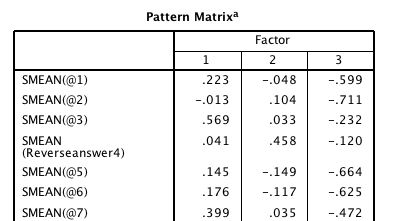 Pattern Matrixa
Factor
1 2 3
SMEAN(@1) .223 -.048 -.599
SMEAN(@2) -.013 .104 -.711
SMEAN(@3) .569 .033 -.232
SMEAN
(Reverseanswer4) .041 .458 -.120
SMEAN(@5) .145 -.149 -.664
SMEAN(@6) .176 -.117 -.625
SMEAN(@7) .399 .035 -.472